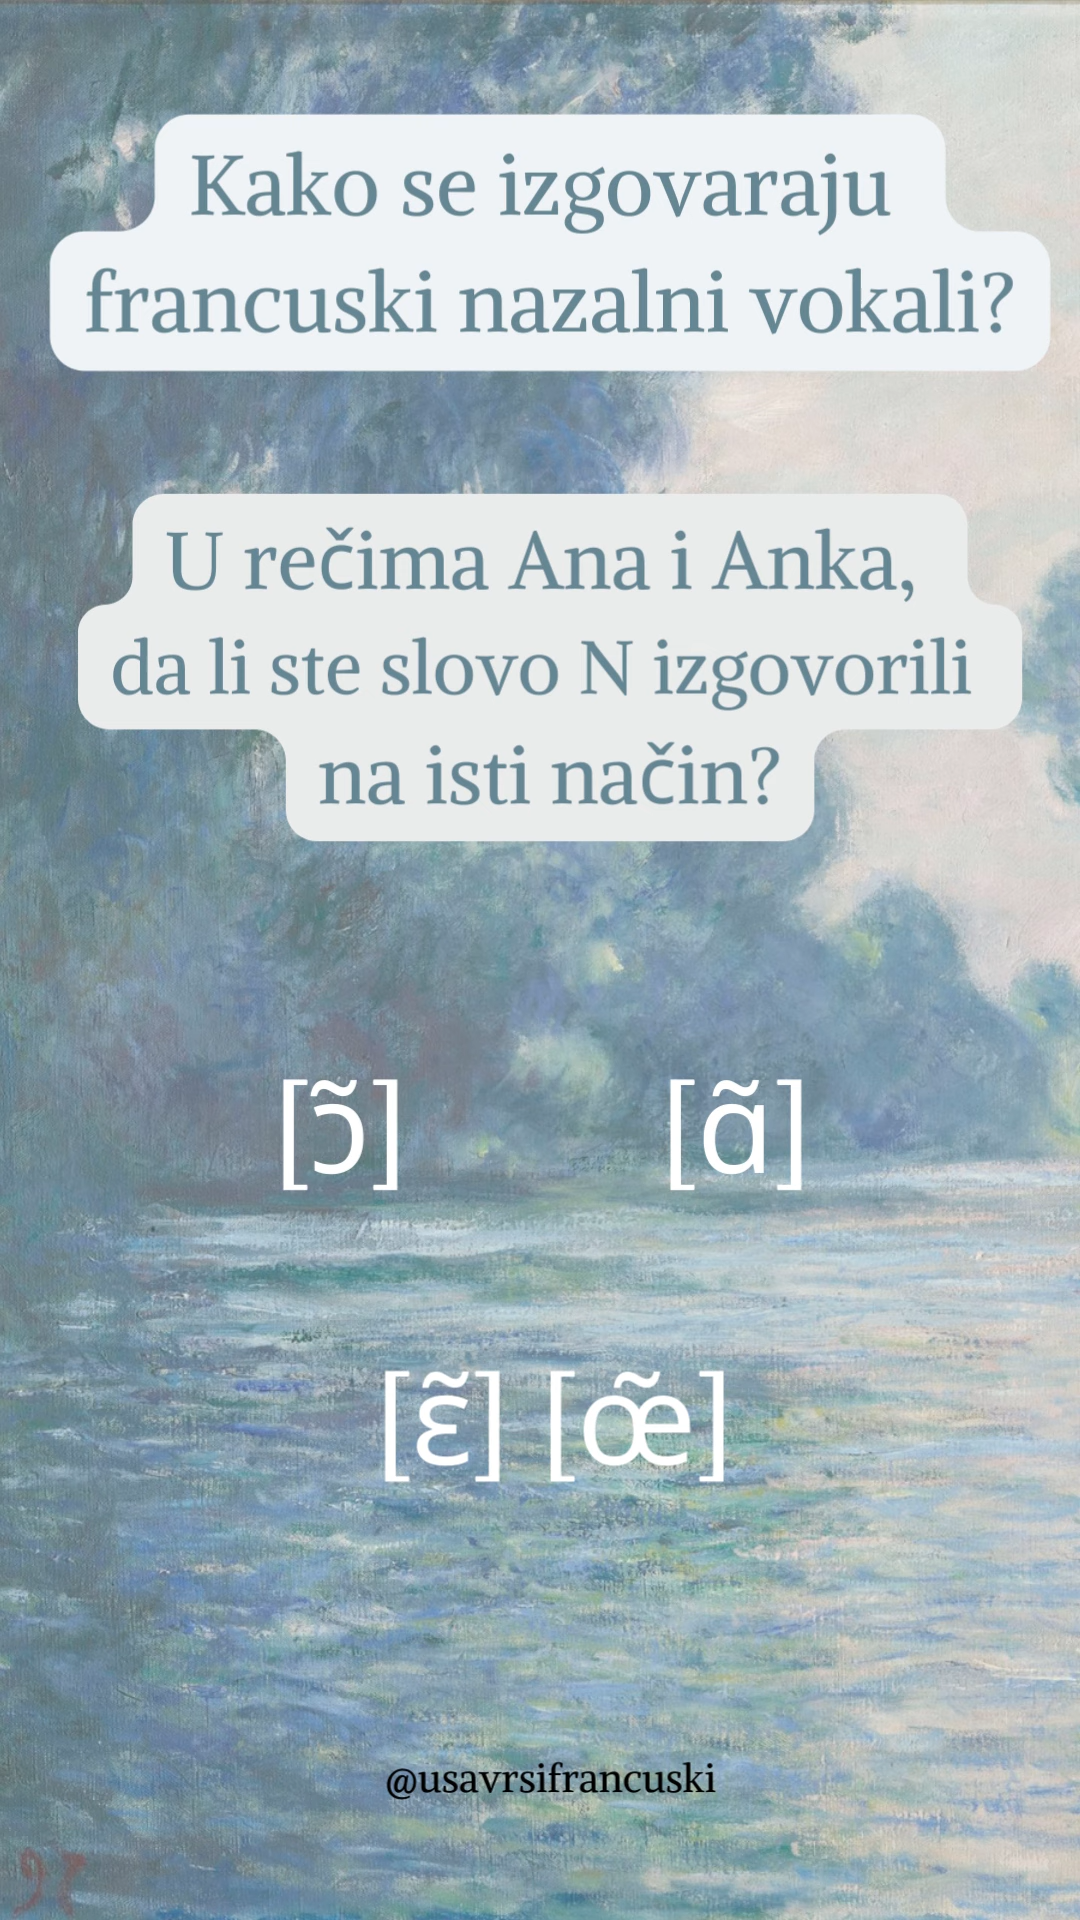 Kako se izgovaraju
francuski nazalni vokali?
U rečima Ana i Anka,
da li ste slovo N izgovorili
na isti način?
[ɔ̃] [ɑ̃]
[ɛ̃] [œ̃]
@usavrsifrancuski